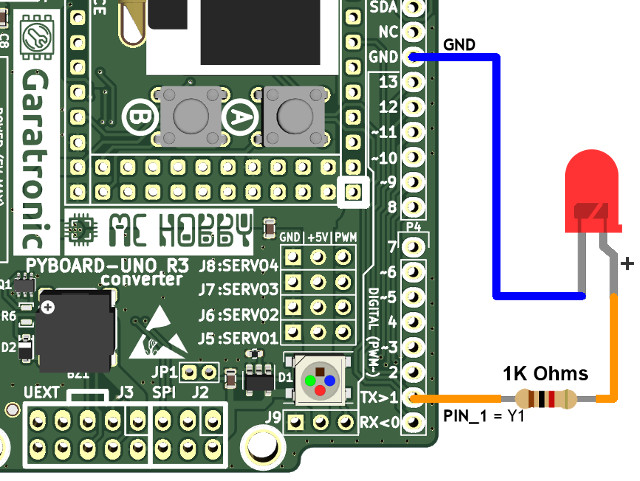 CE
C8
SDA
NC
GND
GND
13
12
~11
~10
~9
8
B
A
Garatronic
MC HOBBY
PYBOARD-UNO R3
converter
P4
7
~6
~5
4
~3
2
TX>1
RX<0
DIGITAL (PWM~)
GND
+5V
PWM
J8:SERVO4
J7:SERVO3
J6:SERVO2
J5:SERVO1
Q1
R6
D2
BZ1
JP1
D1
UEXT
J3
SPI
J2
J9
+
1K Ohms
PIN_1 = Y1